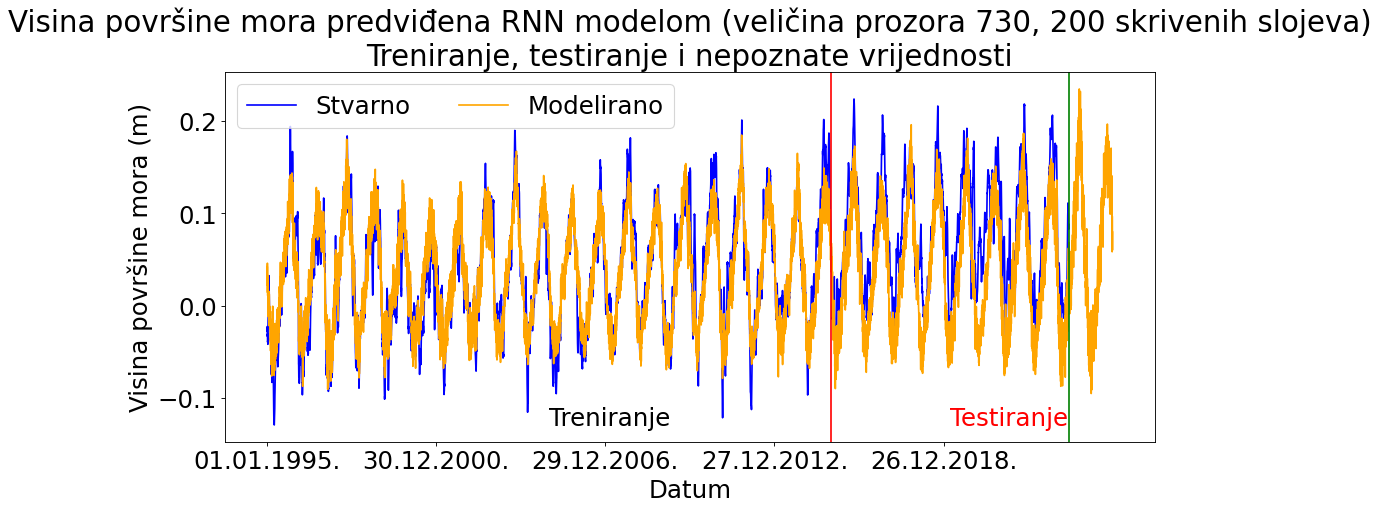 Visina površine mora predviđena RNN modelom (veličina prozora 730, 200 skrivenih slojeva)
Treniranje, testiranje i nepoznate vrijednosti
Stvarno
Modelirano
Visina površine mora (m)
0.2
0.1
0.0
−0.1
Treniranje
Testiranje
01.01.1995.
30.12.2000.
29.12.2006.
27.12.2012.
26.12.2018.
Datum